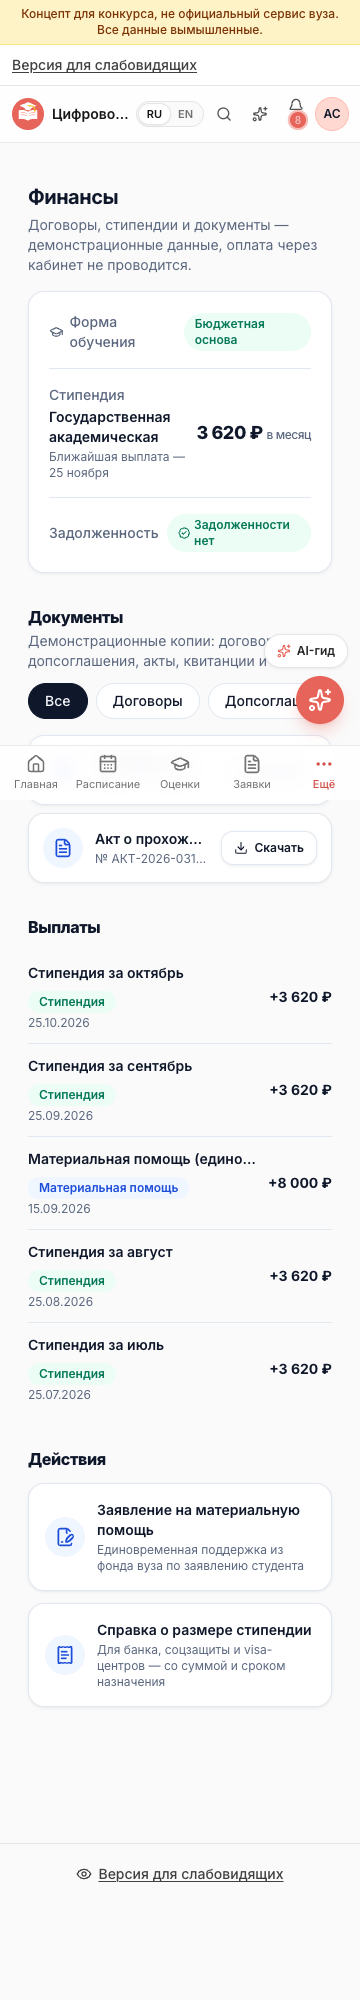 Концепт для конкурса, не официальный сервис вуза.
Все данные вымышленные.
Версия для слабовидящих
Цифрово...
RU
EN
8
АС
Финансы
Договоры, стипендии и документы —
демонстрационные данные, оплата через
кабинет не проводится.
Форма
обучения
Бюджетная
основа
Стипендия
Государственная
академическая
Ближайшая выплата —
25 ноября
3 620 ₽ в месяц
Задолженность
Задолженности
нет
Документы
Демонстрационные копии: догово
допсоглашения, акты, квитанции и
AI-гид
Все
Договоры
Допсоглаш
Главная
Расписание
Оценки
Заявки
Ещё
Акт о прохож...
№ АКТ-2026-031...
Скачать
Выплаты
Стипендия за октябрь
Стипендия
25.10.2026
+3 620 ₽
Стипендия за сентябрь
Стипендия
25.09.2026
+3 620 ₽
Материальная помощь (едино...
Материальная помощь
15.09.2026
+8 000 ₽
Стипендия за август
Стипендия
25.08.2026
+3 620 ₽
Стипендия за июль
Стипендия
25.07.2026
+3 620 ₽
Действия
Заявление на материальную
помощь
Единовременная поддержка из
фонда вуза по заявлению студента
Справка о размере стипендии
Для банка, соцзащиты и visa-
центров — со суммой и сроком
назначения
Версия для слабовидящих